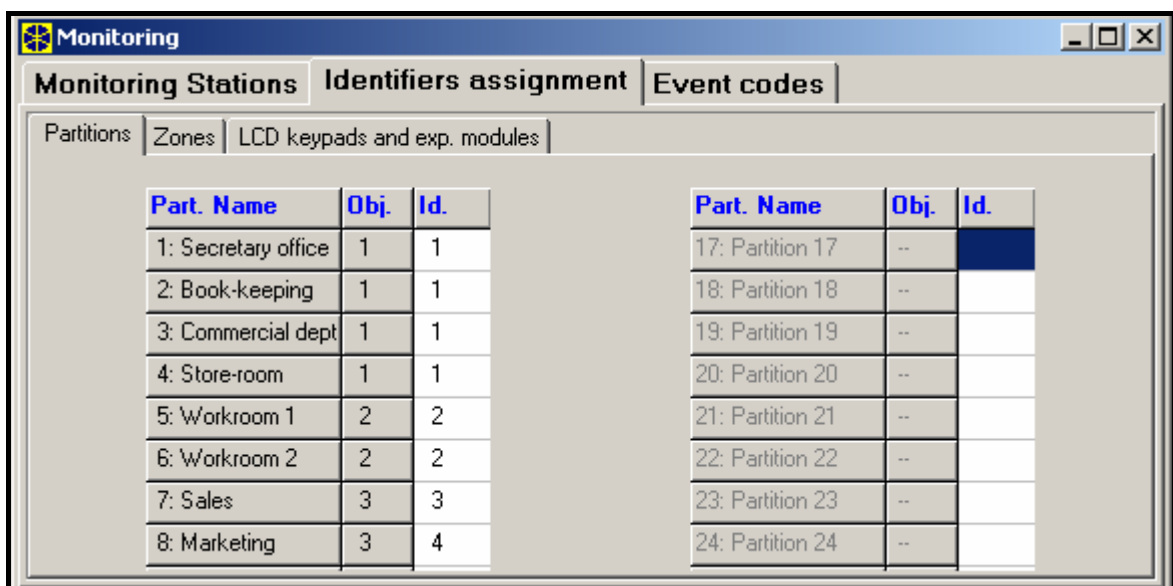 Monitoring
Monitoring Stations Identifiers assignment Event codes
Partitions Zones LCD keypads and exp. modules
Part. Name Obj. Id. Part. Name Obj. Id.
1: Secretary office 1 1 17: Partition 17 --
2: Book-keeping 1 1 18: Partition 18 --
3: Commercial dept 1 1 19: Partition 19 --
4: Store-room 1 1 20: Partition 20 --
5: Workroom 1 2 2 21: Partition 21 --
6: Workroom 2 2 2 22: Partition 22 --
7: Sales 3 3 23: Partition 23 --
8: Marketing 3 4 24: Partition 24 --